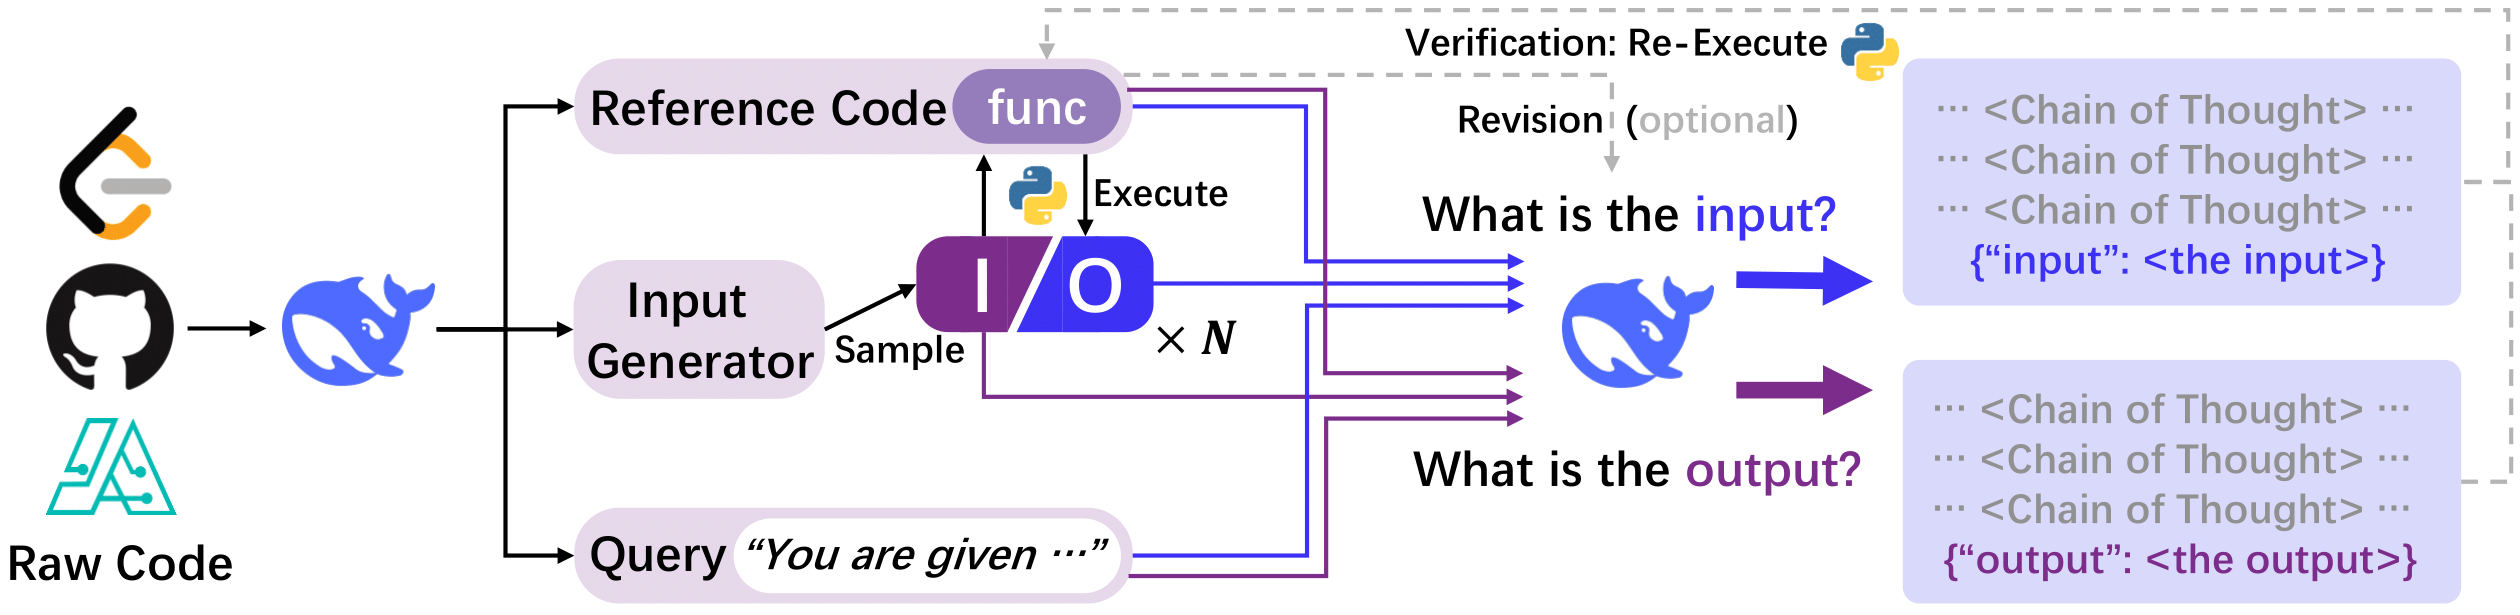 Raw Code
Reference Code func
Input
Generator
Sample
Execute
I/O
× N
Query "You are given ···"
Verification: Re-Execute
Revision (optional)
What is the input?
What is the output?
··· <Chain of Thought> ···
··· <Chain of Thought> ···
··· <Chain of Thought> ···
{“input”: <the input>}
··· <Chain of Thought> ···
··· <Chain of Thought> ···
··· <Chain of Thought> ···
{“output”: <the output>}